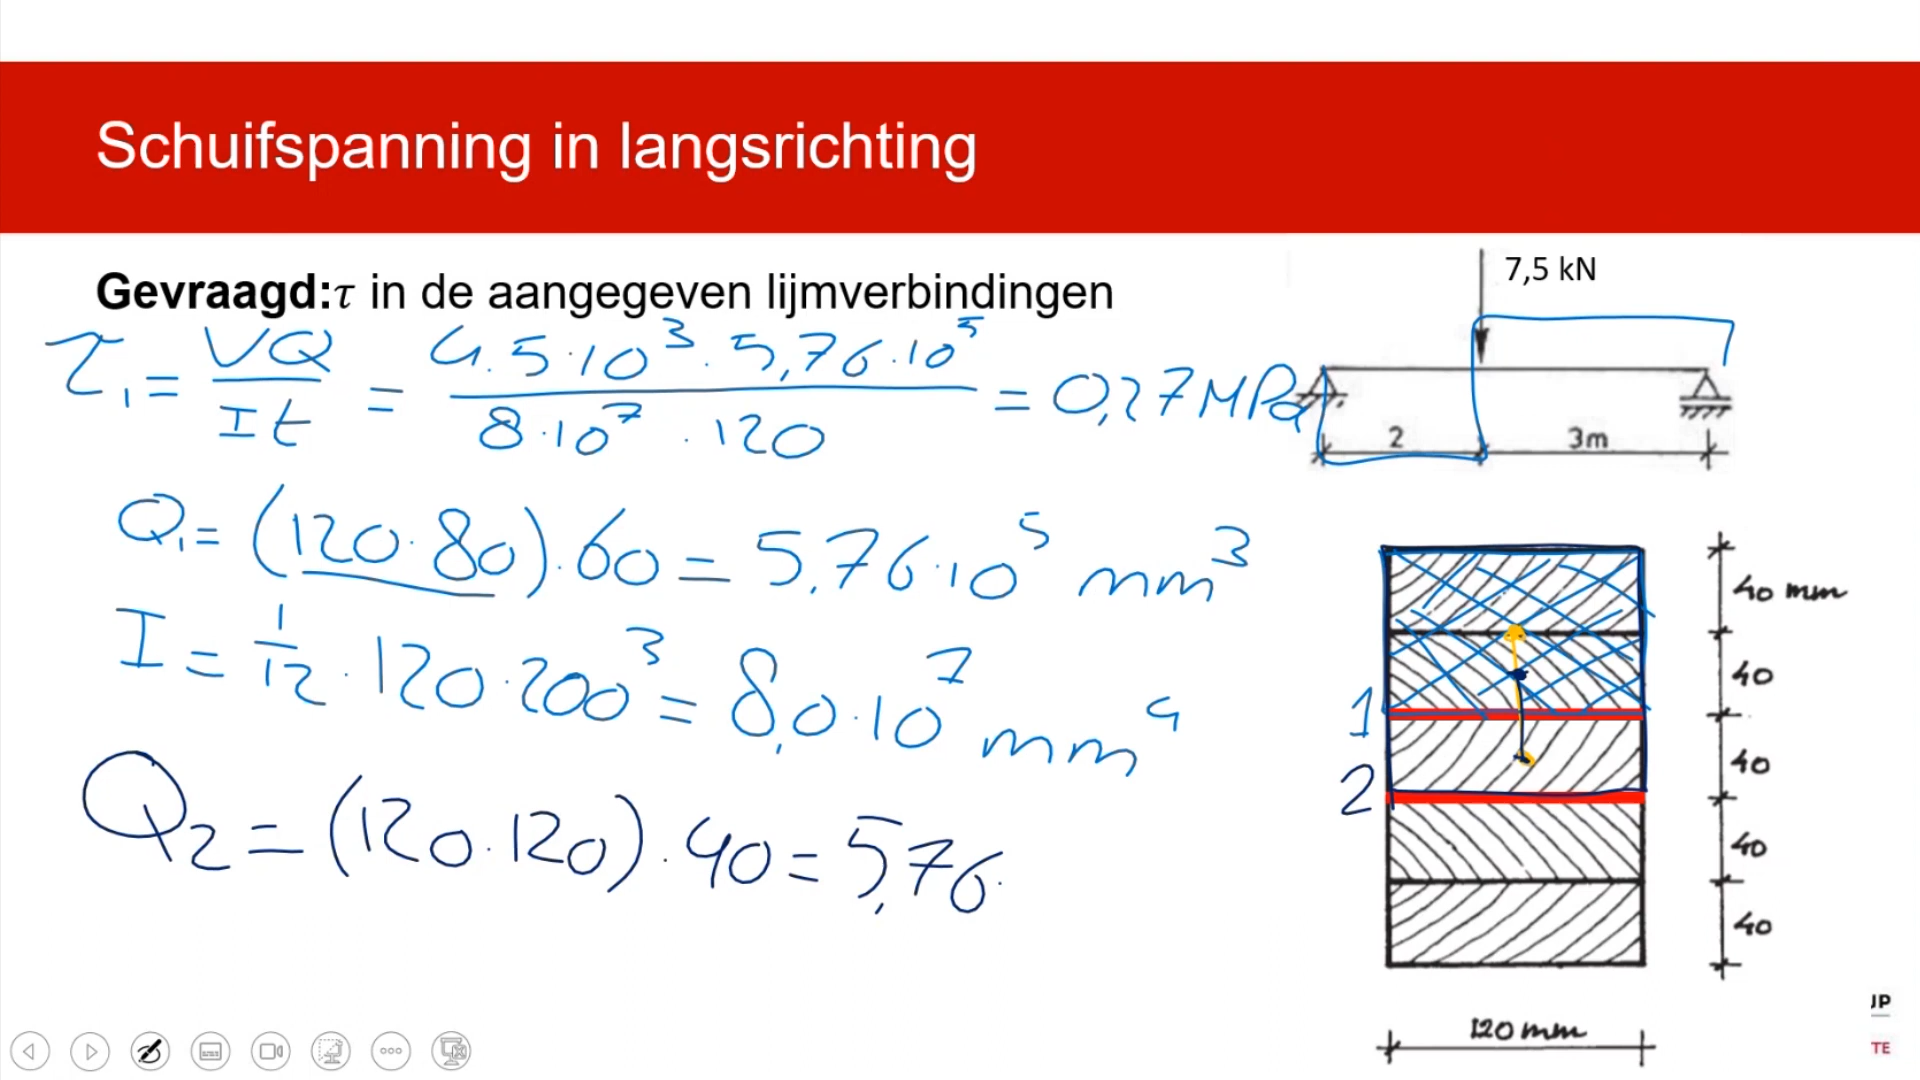 Schuifspanning in langsrichting
Gevraagd:τ in de aangegeven lijmverbindingen
τ₁ = VQ / It = 4.5·10³·5,76·10⁵ / 8·10⁷·120 = 0,27 MPa
Q₁ = (120·80)·60 = 5,76·10⁵ mm³
I = 1/12·120·200³ = 8,0·10⁷ mm⁴
Q₂ = (120·120)·40 = 5,76·
7,5 kN
2
3m
40 mm
40
1
40
2
40
40
120 mm
JP
TE